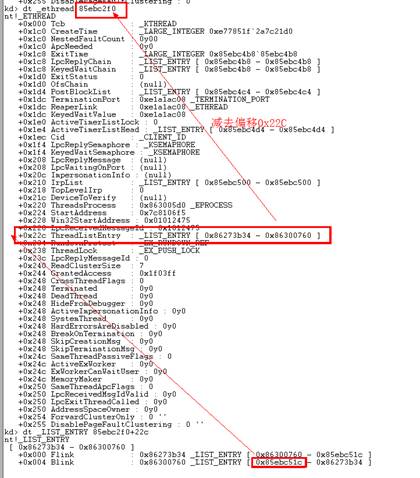 +0x255 DisablePageFaultClustering : 0
kd> dt _ethread 85ebc2f0
nt!_ETHREAD
+0x000 Tcb : _KTHREAD
+0x1c0 CreateTime : _LARGE_INTEGER 0xe77851f`2a7c21d0
+0x1c0 NestedFaultCount : 0y00
+0x1c0 ApcNeeded : 0y0
+0x1c8 ExitTime : _LARGE_INTEGER 0x85ebc4b8`85ebc4b8
+0x1c8 LpcReplyChain : _LIST_ENTRY [ 0x85ebc4b8 - 0x85ebc4b8 ]
+0x1c8 KeyedWaitChain : _LIST_ENTRY [ 0x85ebc4b8 - 0x85ebc4b8 ]
+0x1d0 ExitStatus : 0
+0x1d0 OfsChain : (null)
+0x1d4 PostBlockList : _LIST_ENTRY [ 0x85ebc4c4 - 0x85ebc4c4 ]
+0x1dc TerminationPort : 0xe1a1ac08 _TERMINATION_PORT
+0x1dc ReaperLink : 0xe1a1ac08 _ETHREAD
+0x1dc KeyedWaitValue : 0xe1a1ac08
+0x1e0 ActiveTimerListLock : 0
+0x1e4 ActiveTimerListHead : _LIST_ENTRY [ 0x85ebc4d4 - 0x85ebc4d4 ]
+0x1ec Cid : _CLIENT_ID
减去偏移0x22C
+0x1f4 LpcReplySemaphore : _KSEMAPHORE
+0x1f4 KeyedWaitSemaphore : _KSEMAPHORE
+0x208 LpcReplyMessage : (null)
+0x208 LpcWaitingOnPort : (null)
+0x20c ImpersonationInfo : (null)
+0x210 IrpList : _LIST_ENTRY [ 0x85ebc500 - 0x85ebc500 ]
+0x218 TopLevelIrp : 0
+0x21c DeviceToVerify : (null)
+0x220 ThreadsProcess : 0x863005d0 _EPROCESS
+0x224 StartAddress : 0x7c8106f5
+0x228 Win32StartAddress : 0x01012475
+0x228 LpcReceivedMessageId : 0x1012475
+0x22c ThreadListEntry : _LIST_ENTRY [ 0x86273b34 - 0x86300760 ]
+0x234 RundownProtect : _EX_RUNDOWN_REF
+0x238 ThreadLock : _EX_PUSH_LOCK
+0x23c LpcReplyMessageId : 0
+0x240 ReadClusterSize : 7
+0x244 GrantedAccess : 0x1f03ff
+0x248 CrossThreadFlags : 0
+0x248 Terminated : 0y0
+0x248 DeadThread : 0y0
+0x248 HideFromDebugger : 0y0
+0x248 ActiveImpersonationInfo : 0y0
+0x248 SystemThread : 0y0
+0x248 HardErrorsAreDisabled : 0y0
+0x248 BreakOnTermination : 0y0
+0x248 SkipCreationMsg : 0y0
+0x248 SkipTerminationMsg : 0y0
+0x24c SameThreadPassiveFlags : 0
+0x24c ActiveExWorker : 0y0
+0x24c ExWorkerCanWaitUser : 0y0
+0x24c MemoryMaker : 0y0
+0x250 SameThreadApcFlags : 0
+0x250 LpcReceivedMsgIdValid : 0y0
+0x250 LpcExitThreadCalled : 0y0
+0x250 AddressSpaceOwner : 0y0
+0x254 ForwardClusterOnly : 0 ''
+0x255 DisablePageFaultClustering : 0 ''
kd> dt _LIST_ENTRY 85ebc2f0+22c
nt!_LIST_ENTRY
[ 0x86273b34 - 0x86300760 ]
+0x000 Flink : 0x86273b34 _LIST_ENTRY [ 0x86300760 - 0x85ebc51c ]
+0x004 Blink : 0x86300760 _LIST_ENTRY [ 0x85ebc51c - 0x86273b34 ]